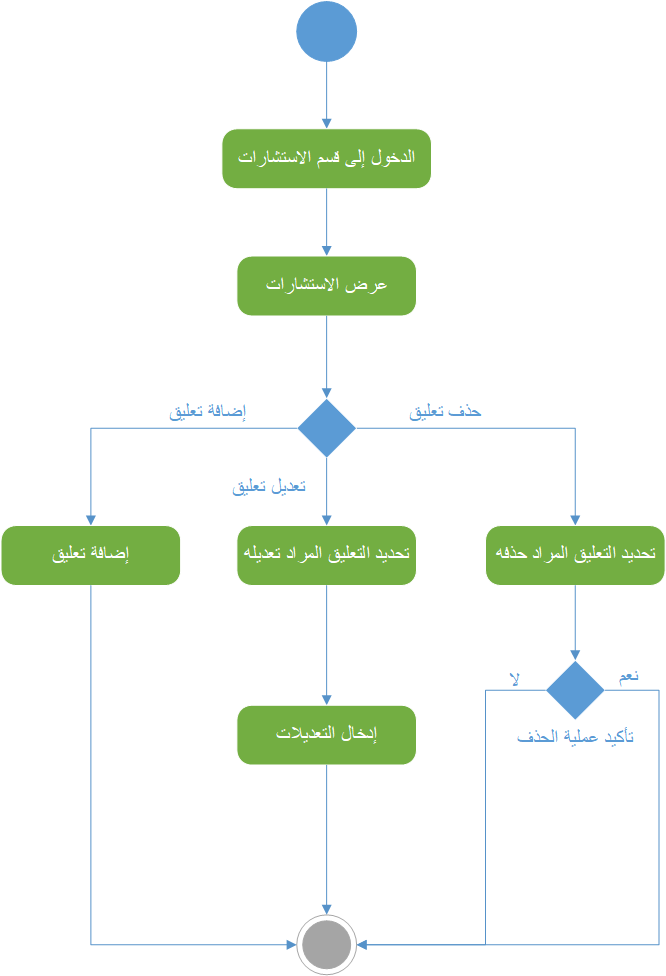 الدخول إلى قسم الاستشارات
عرض الاستشارات
حذف تعليق
إضافة تعليق
تعديل تعليق
تحديد التعليق المراد حذفه
تحديد التعليق المراد تعديله
إضافة تعليق
نعم
لا
تأكيد عملية الحذف
إدخال التعديلات